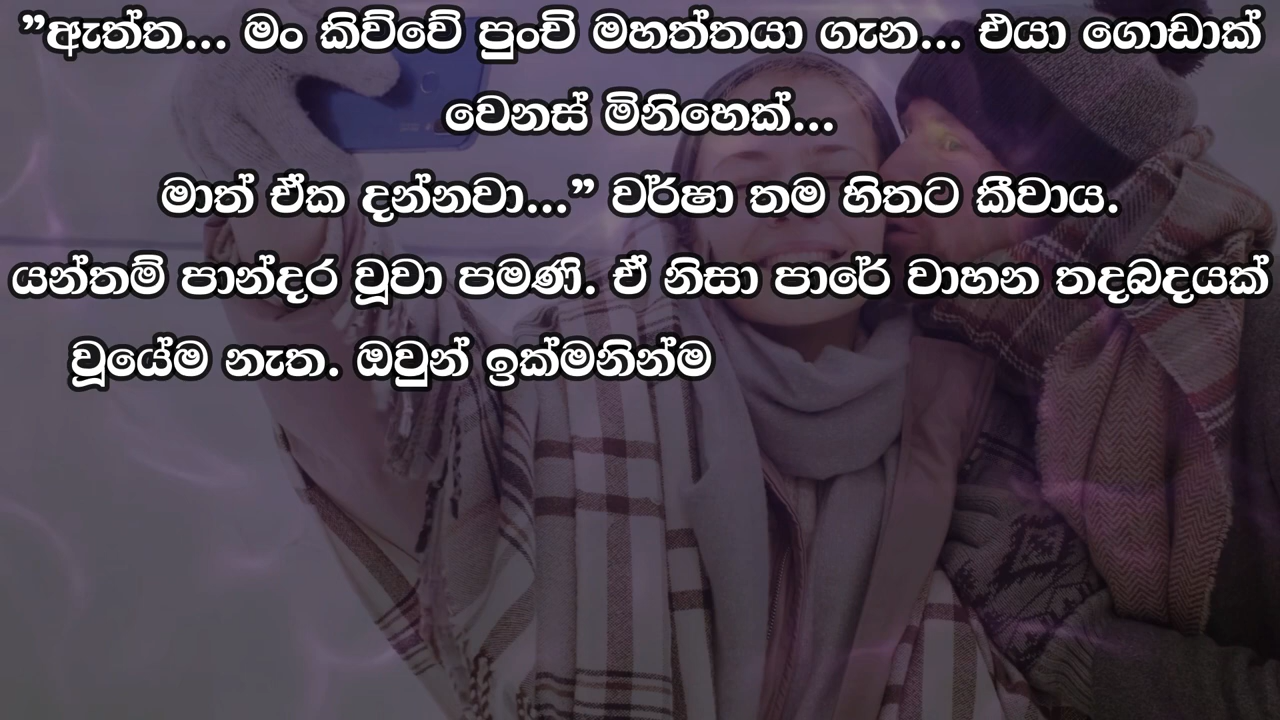 ”ඇත්ත... මං කිව්වේ පුංචි මහත්තයා ගැන... එයා ගොඩාක්
වෙනස් මිනිහෙක්...
මාත් ඒක දන්නවා...” වර්ෂා තම හිතට කීවාය.
යන්තම් පාන්දර වූවා පමණි. ඒ නිසා පාරේ වාහන තදබදයක්
වූයේම නැත. ඔවුන් ඉක්මනින්ම